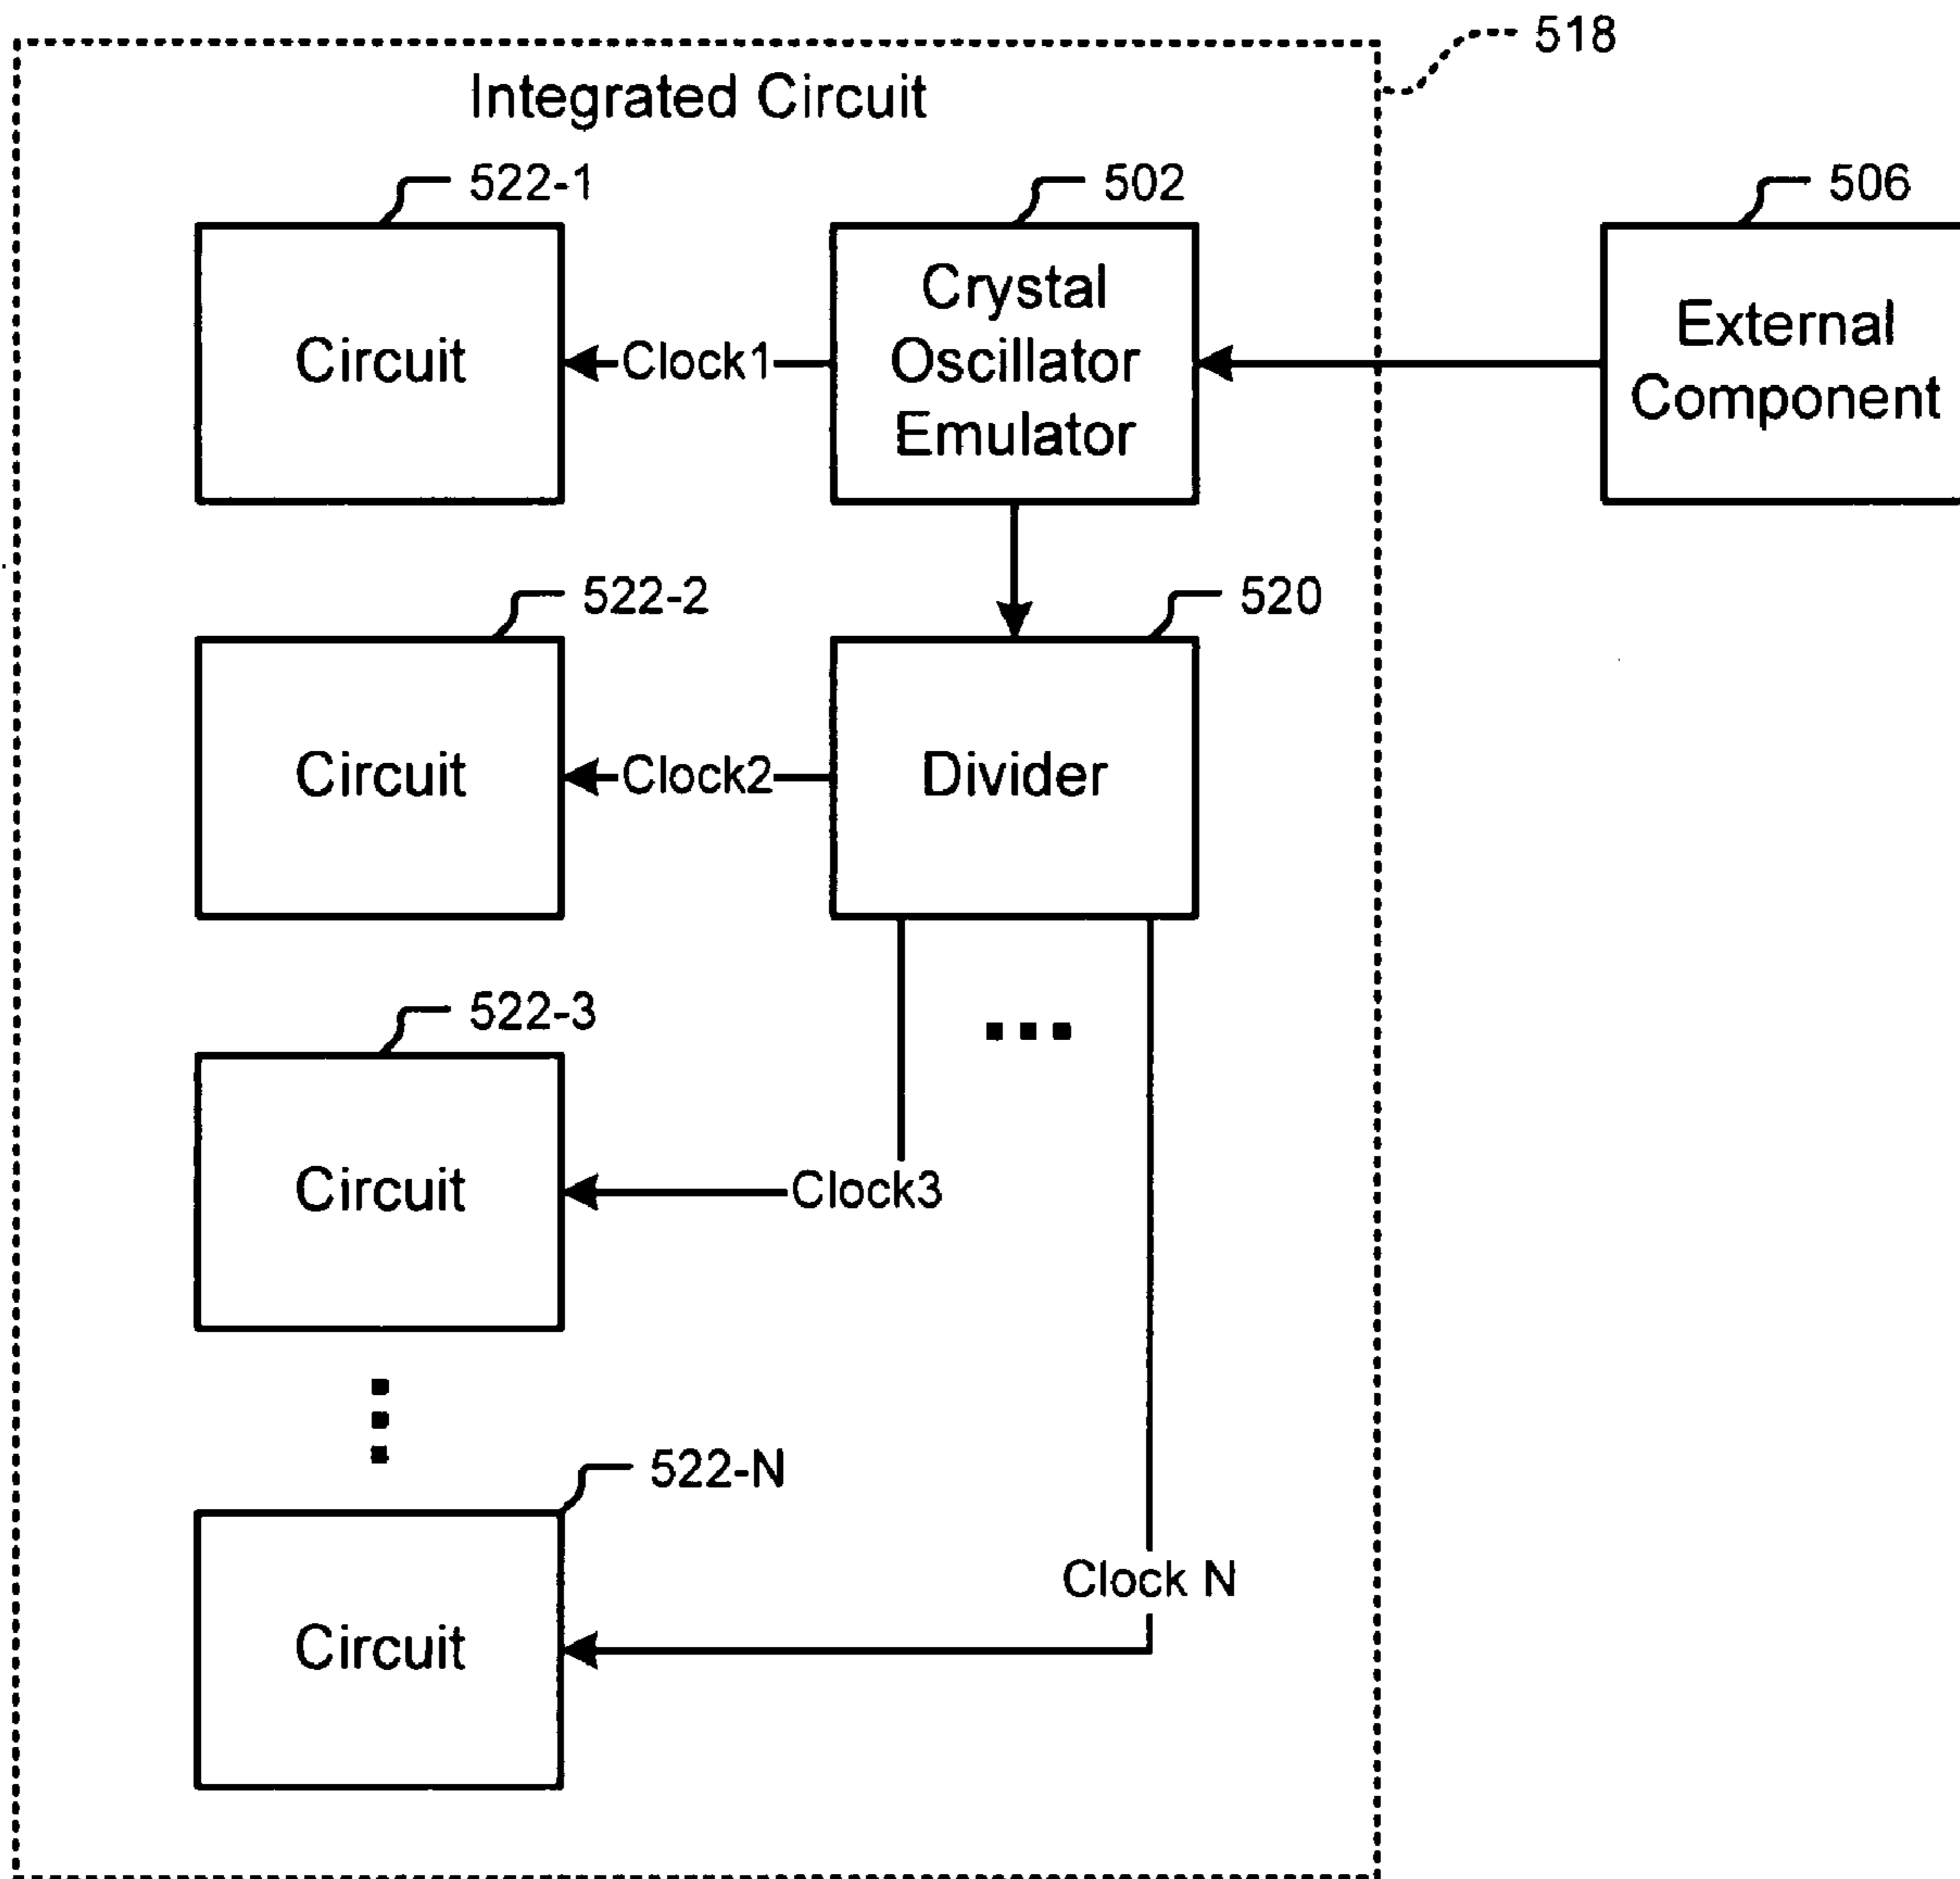 518
Integrated Circuit
522-1
502
506
Circuit
Clock1
Crystal
Oscillator
Emulator
External
Component
522-2
520
Circuit
Clock2
Divider
522-3
Circuit
Clock3
522-N
Circuit
Clock N